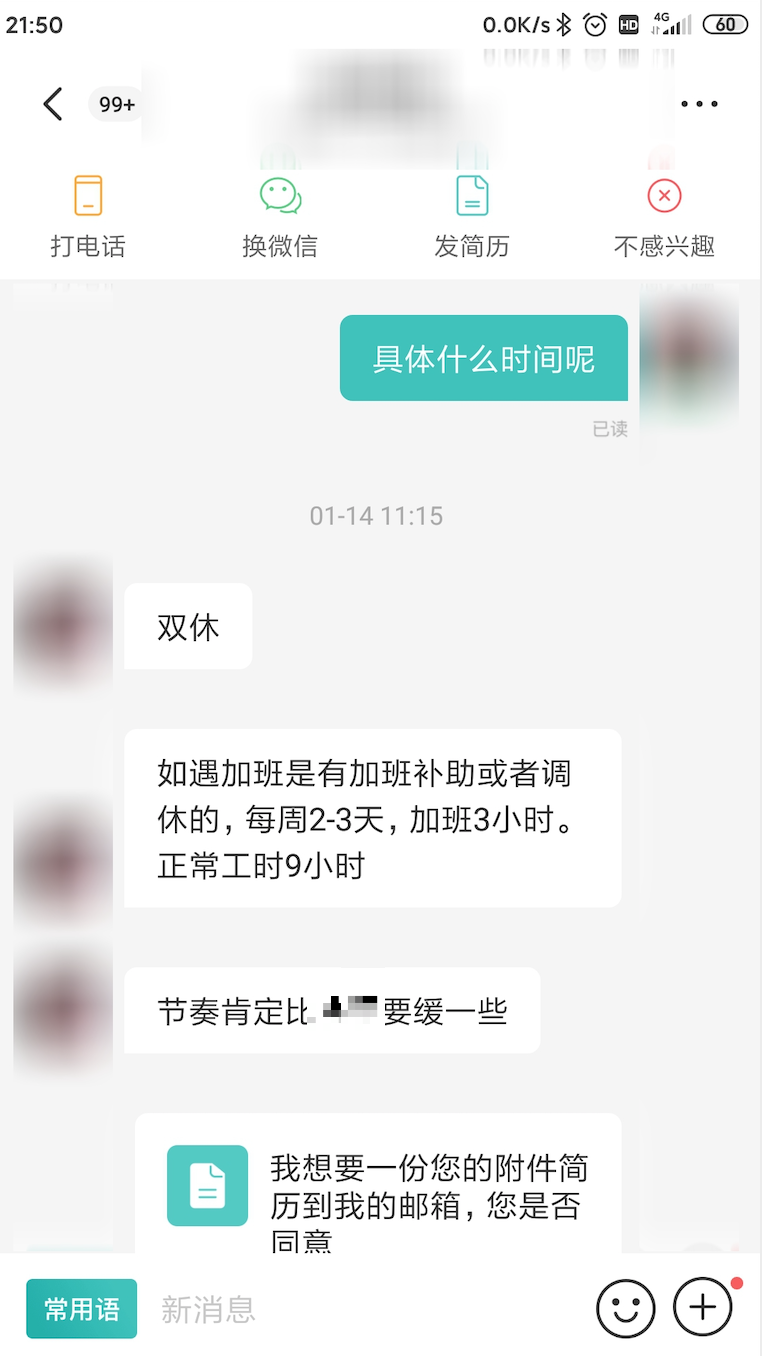 21:50
0.0K/s HD 4G 60
99+
打电话 换微信 发简历 不感兴趣
具体什么时间呢
已读
01-14 11:15
双休
如遇加班是有加班补助或者调
休的，每周2-3天，加班3小时。
正常工时9小时
节奏肯定比 要缓一些
我想要一份您的附件简
历到我的邮箱，您是否
同意
常用语 新消息